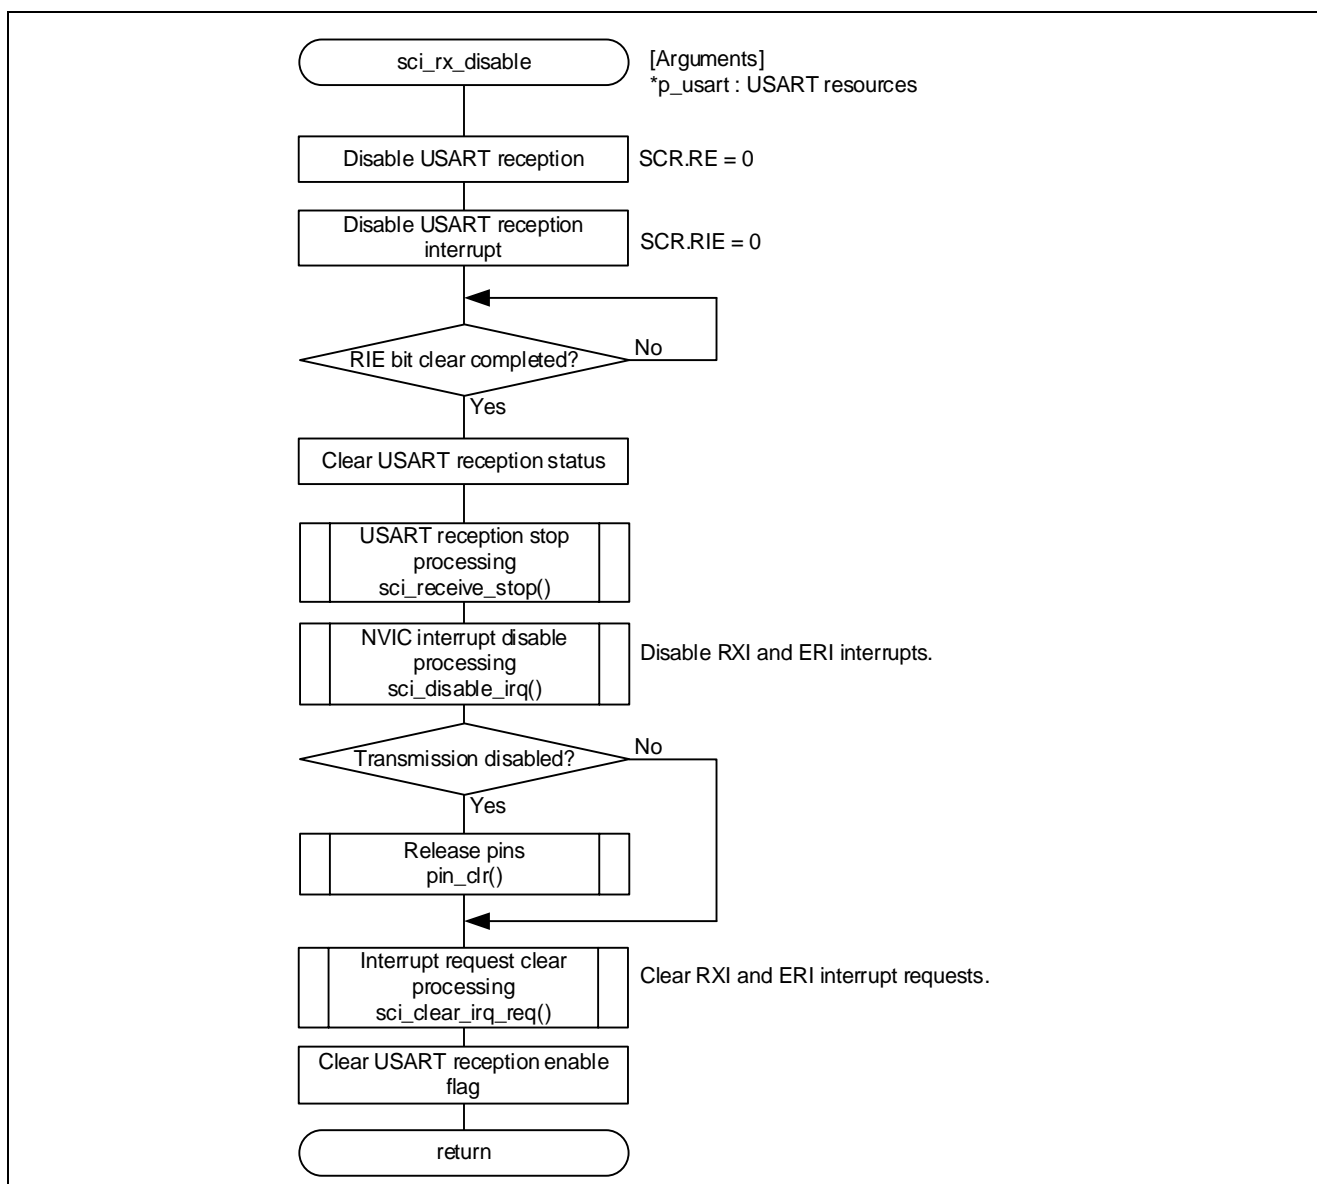 sci_rx_disable
[Arguments]
*p_usart : USART resources
Disable USART reception
SCR.RE = 0
Disable USART reception
interrupt
SCR.RIE = 0
RIE bit clear completed?
No
Yes
Clear USART reception status
USART reception stop
processing
sci_receive_stop()
NVIC interrupt disable
processing
sci_disable_irq()
Disable RXI and ERI interrupts.
Transmission disabled?
No
Yes
Release pins
pin_clr()
Interrupt request clear
processing
sci_clear_irq_req()
Clear RXI and ERI interrupt requests.
Clear USART reception enable
flag
return